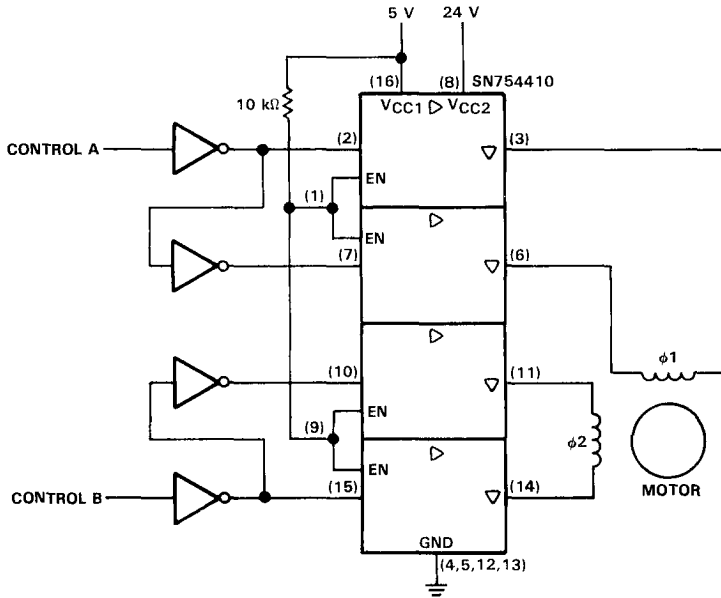 5 V
24 V
(16)
(8)
SN754410
10 kΩ
VCC1
VCC2
CONTROL A
(2)
(3)
EN
(1)
EN
(7)
(6)
φ1
(10)
(11)
EN
(9)
φ2
EN
MOTOR
CONTROL B
(15)
(14)
GND
(4,5,12,13)